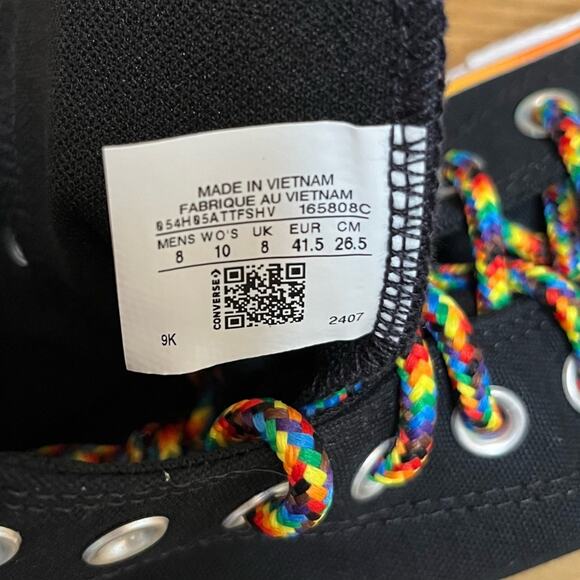 MADE IN VIETNAM
FABRIQUE AU VIETNAM
054H05ATTFSHV 165808C
MENS WO'S UK EUR CM
8 10 8 41.5 26.5
CONVERSE
9K
2407